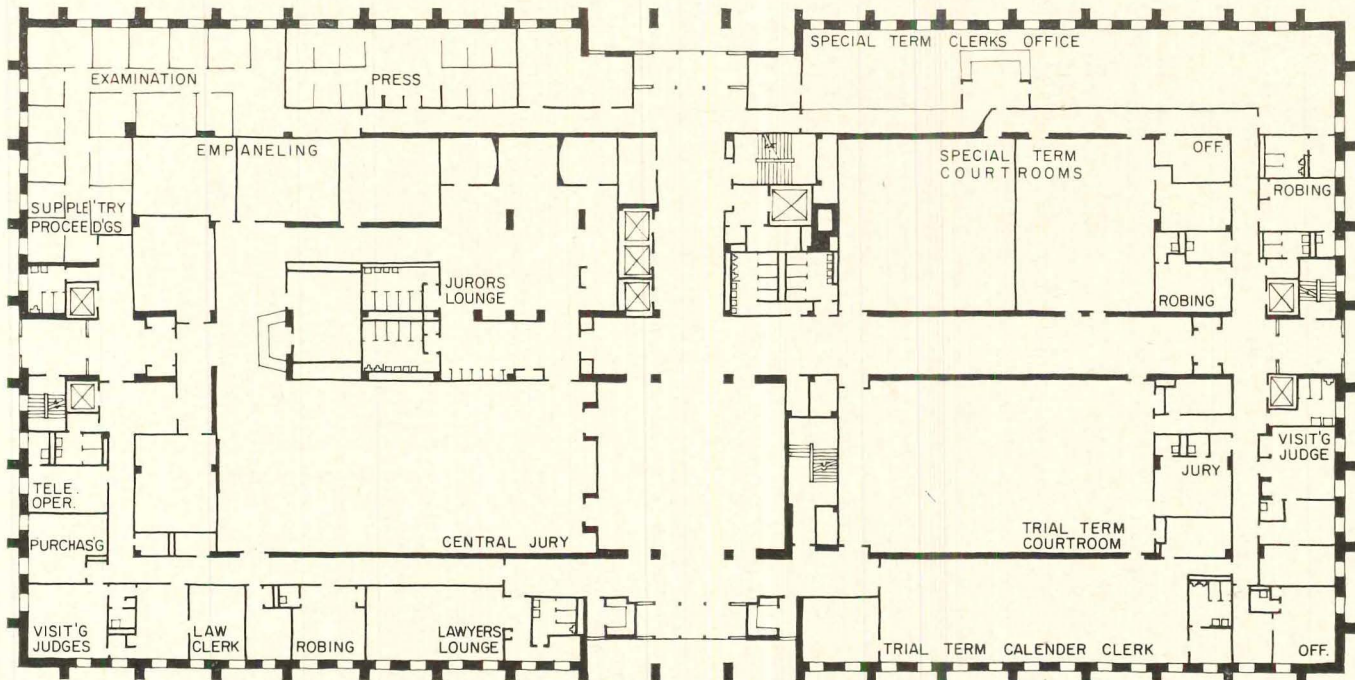 SPECIAL TERM CLERKS OFFICE
EXAMINATION
PRESS
EMPANELING
SPECIAL TERM
COURTROOMS
OFF.
ROBING
SUPPLE'TRY
PROCEED'GS
JURORS
LOUNGE
ROBING
TELE.
OPER.
PURCHAS'G
CENTRAL JURY
TRIAL TERM
COURTROOM
JURY
VISIT'G
JUDGE
VISIT'G
JUDGES
LAW
CLERK
ROBING
LAWYERS
LOUNGE
TRIAL TERM CALENDER CLERK
OFF.